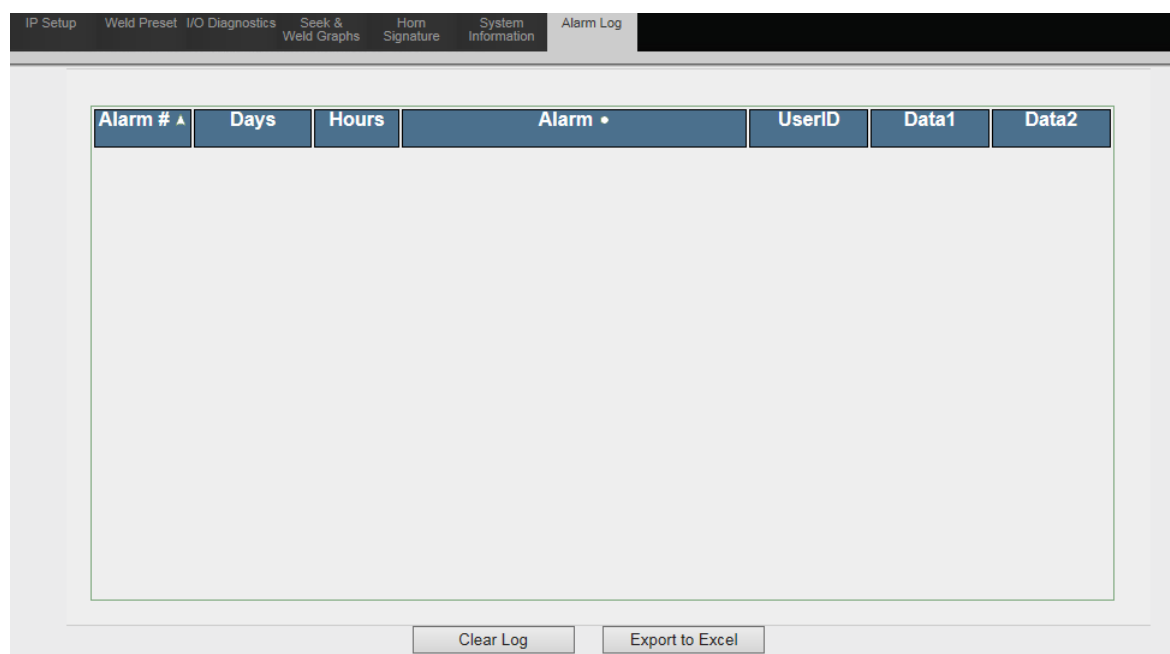 IP Setup Weld Preset I/O Diagnostics Seek & Weld Graphs Horn Signature System Information Alarm Log
Alarm # Days Hours Alarm • UserID Data1 Data2
Clear Log Export to Excel